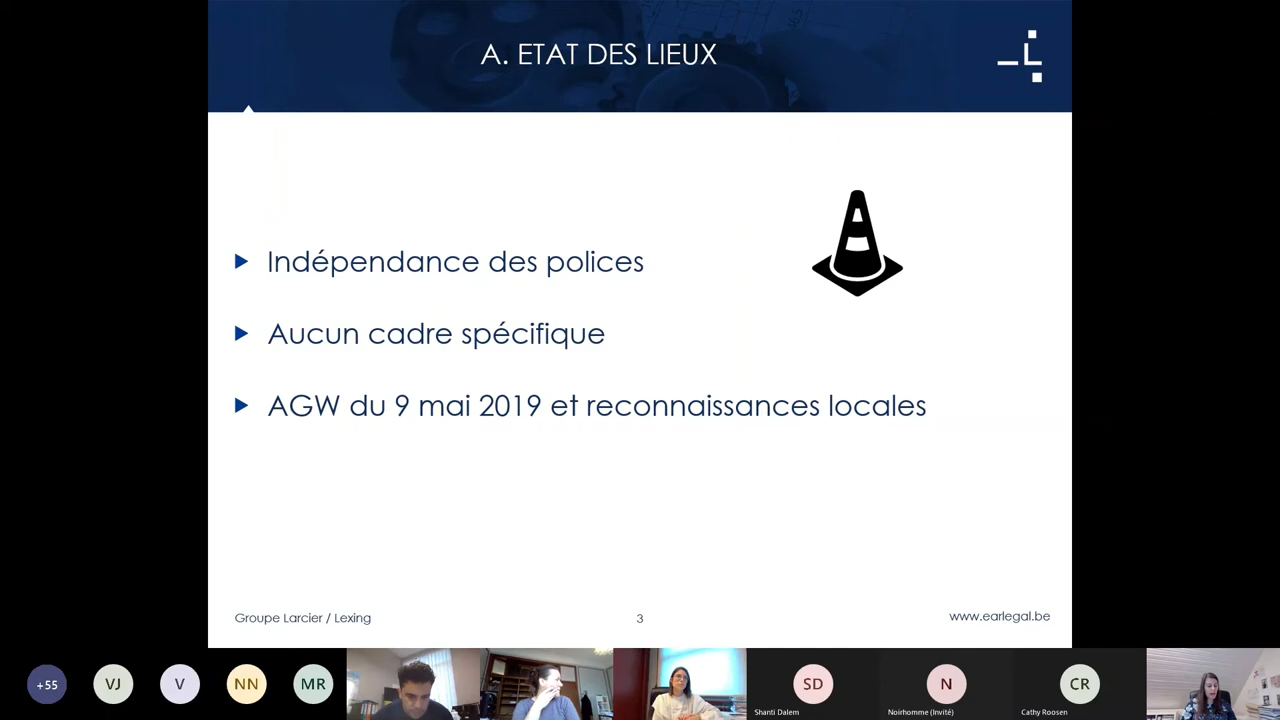 A. ETAT DES LIEUX
Indépendance des polices
Aucun cadre spécifique
AGW du 9 mai 2019 et reconnaissances locales
Groupe Larcier / Lexing
3
www.earlegal.be
+55
VJ
V
NN
MR
SD
N
CR
Shanti Dalem
Noirhomme (Invité)
Cathy Roosen